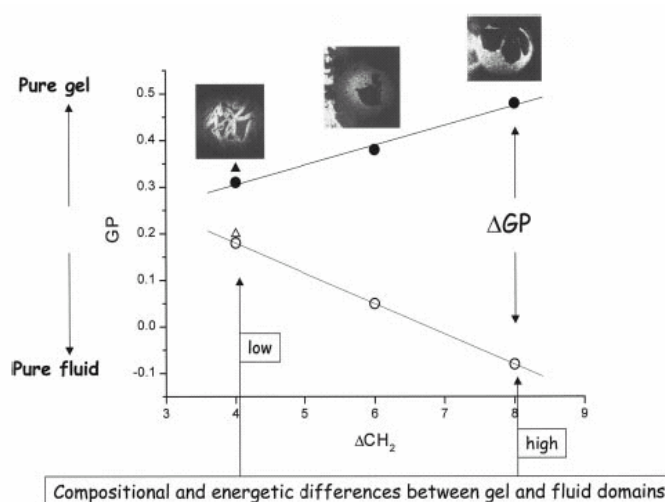 Pure gel
0.5
0.4
0.3
0.2
0.1
0.0
-0.1
GP
ΔGP
Pure fluid
low
high
3 4 5 6 7 8 9
ΔCH₂
Compositional and energetic differences between gel and fluid domains